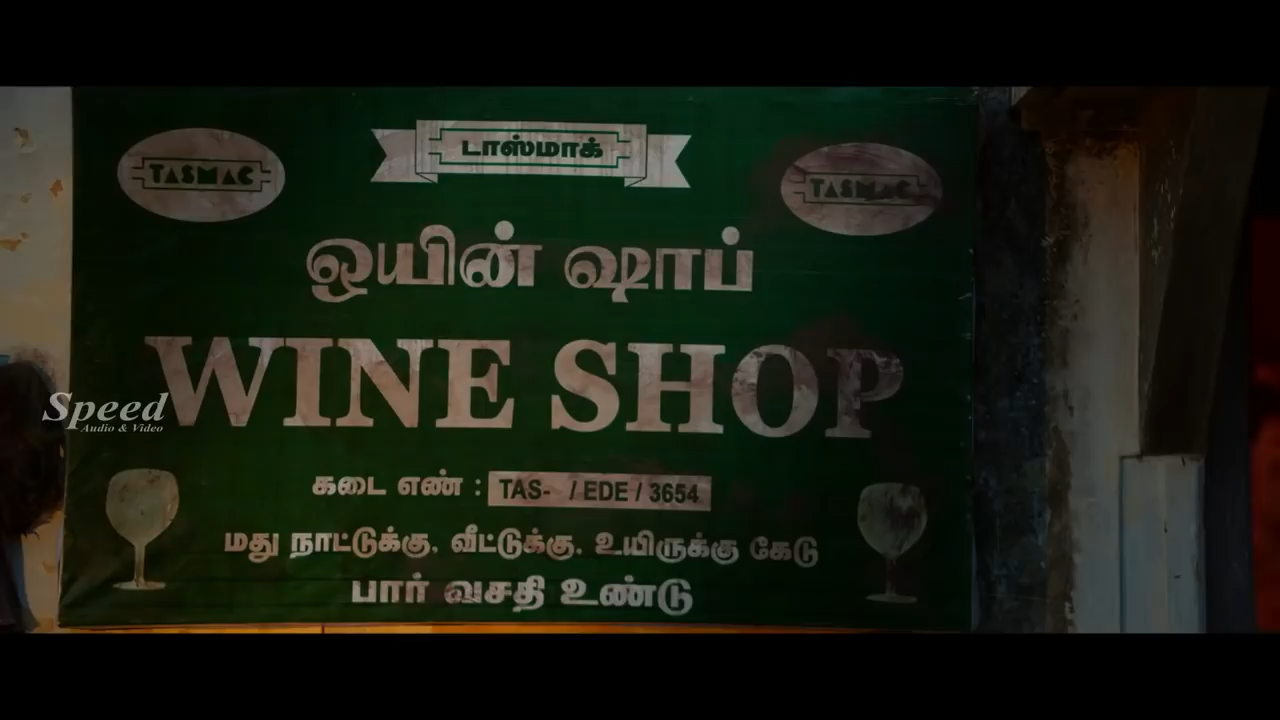 டாஸ்மாக்
TASMAC
TASMAC
ஒயின் ஷாப்
WINE SHOP
Speed
Audio & Video
கடை எண் : TAS- / EDE / 3654
மது நாட்டுக்கு, வீட்டுக்கு, உயிருக்கு கேடு
பார் வசதி உண்டு